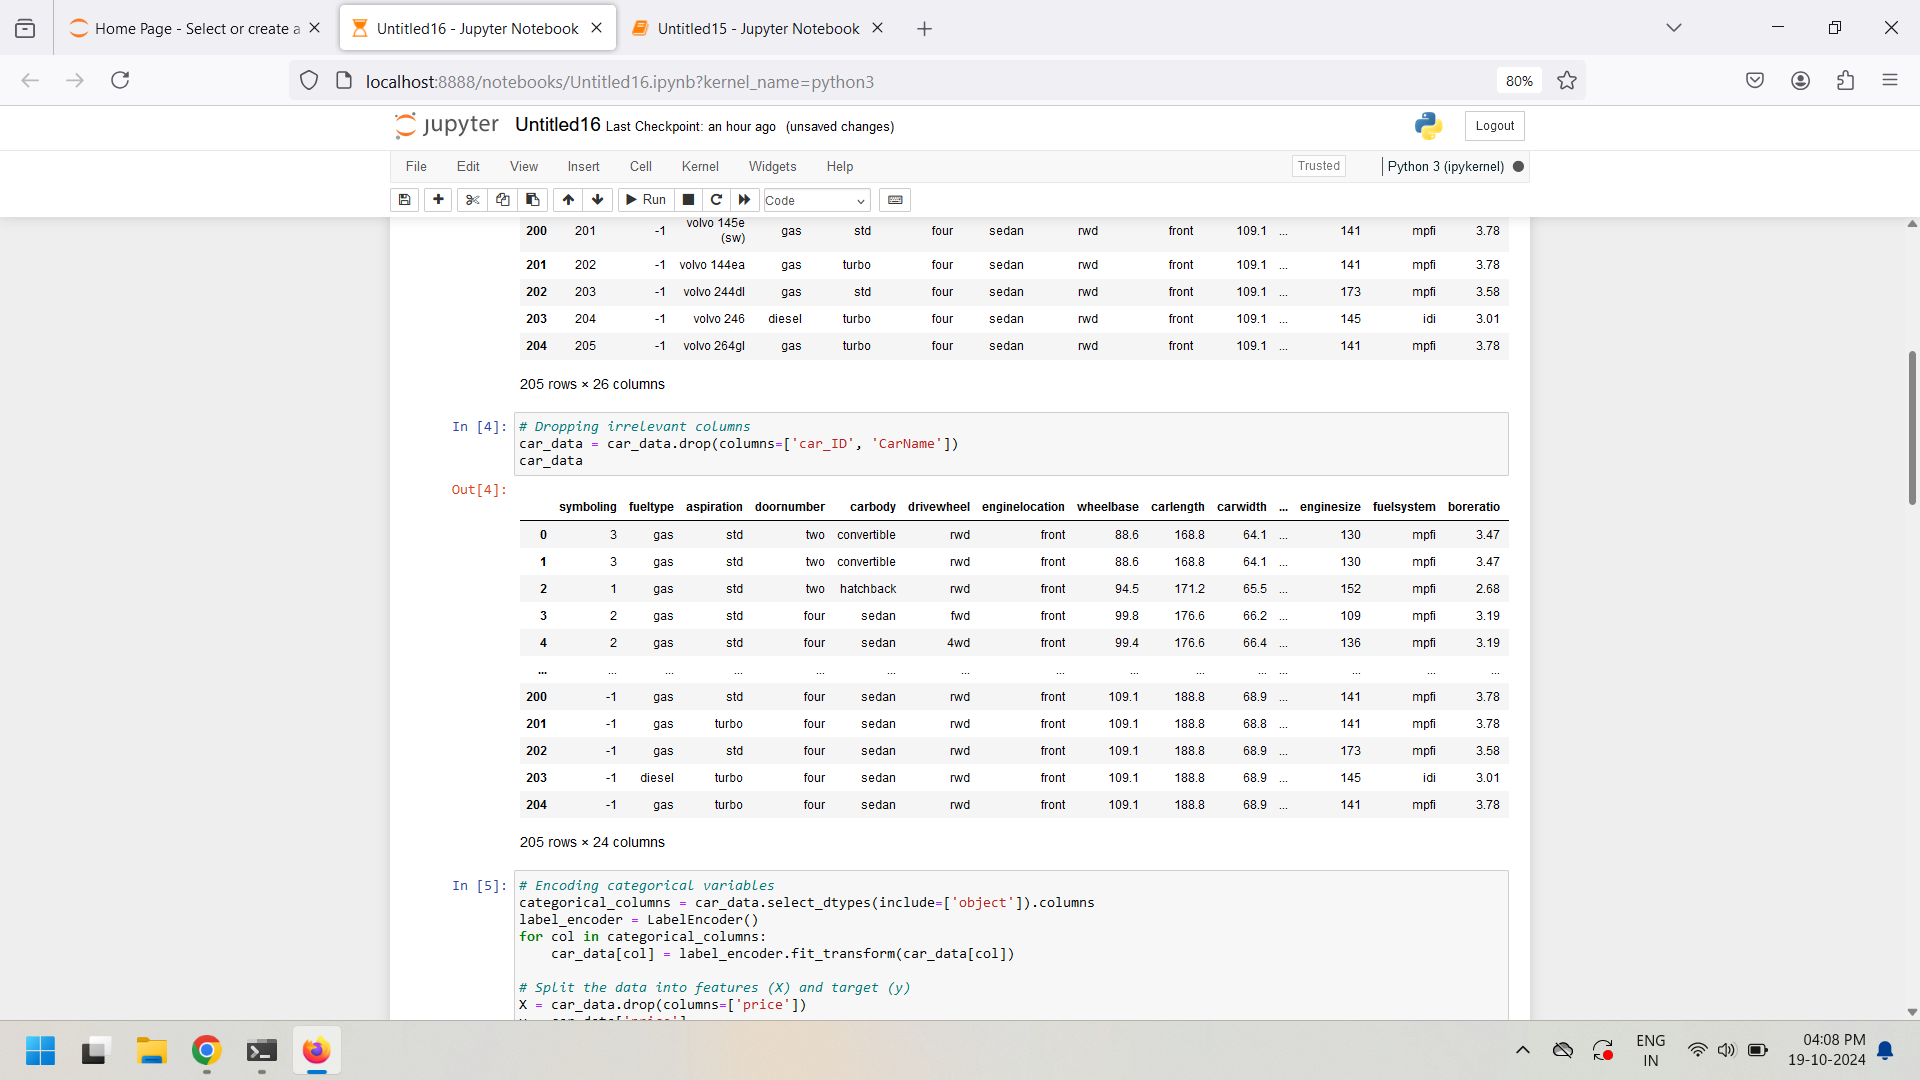 Home Page - Select or create a
Untitled16 - Jupyter Notebook
Untitled15 - Jupyter Notebook
localhost:8888/notebooks/Untitled16.ipynb?kernel_name=python3
80%
jupyter Untitled16 Last Checkpoint: an hour ago (unsaved changes)
Logout
File Edit View Insert Cell Kernel Widgets Help
Trusted
Python 3 (ipykernel)
Run
Code
200 201 -1 volvo 145e (sw) gas std four sedan rwd front 109.1 ... 141 mpfi 3.78
201 202 -1 volvo 144ea gas turbo four sedan rwd front 109.1 ... 141 mpfi 3.78
202 203 -1 volvo 244dl gas std four sedan rwd front 109.1 ... 173 mpfi 3.58
203 204 -1 volvo 246 diesel turbo four sedan rwd front 109.1 ... 145 idi 3.01
204 205 -1 volvo 264gl gas turbo four sedan rwd front 109.1 ... 141 mpfi 3.78
205 rows × 26 columns
In [4]:
# Dropping irrelevant columns
car_data = car_data.drop(columns=['car_ID', 'CarName'])
car_data
Out[4]:
symboling fueltype aspiration doornumber carbody drivewheel enginelocation wheelbase carlength carwidth ... enginesize fuelsystem boreratio
0 3 gas std two convertible rwd front 88.6 168.8 64.1 ... 130 mpfi 3.47
1 3 gas std two convertible rwd front 88.6 168.8 64.1 ... 130 mpfi 3.47
2 1 gas std two hatchback rwd front 94.5 171.2 65.5 ... 152 mpfi 2.68
3 2 gas std four sedan fwd front 99.8 176.6 66.2 ... 109 mpfi 3.19
4 2 gas std four sedan 4wd front 99.4 176.6 66.4 ... 136 mpfi 3.19
... ... ... ... ... ... ... ... ... ... ... ... ... ... ...
200 -1 gas std four sedan rwd front 109.1 188.8 68.9 ... 141 mpfi 3.78
201 -1 gas turbo four sedan rwd front 109.1 188.8 68.8 ... 141 mpfi 3.78
202 -1 gas std four sedan rwd front 109.1 188.8 68.9 ... 173 mpfi 3.58
203 -1 diesel turbo four sedan rwd front 109.1 188.8 68.9 ... 145 idi 3.01
204 -1 gas turbo four sedan rwd front 109.1 188.8 68.9 ... 141 mpfi 3.78
205 rows × 24 columns
In [5]:
# Encoding categorical variables
categorical_columns = car_data.select_dtypes(include=['object']).columns
label_encoder = LabelEncoder()
for col in categorical_columns:
    car_data[col] = label_encoder.fit_transform(car_data[col])
# Split the data into features (X) and target (y)
X = car_data.drop(columns=['price'])
ENG
IN
04:08 PM
19-10-2024